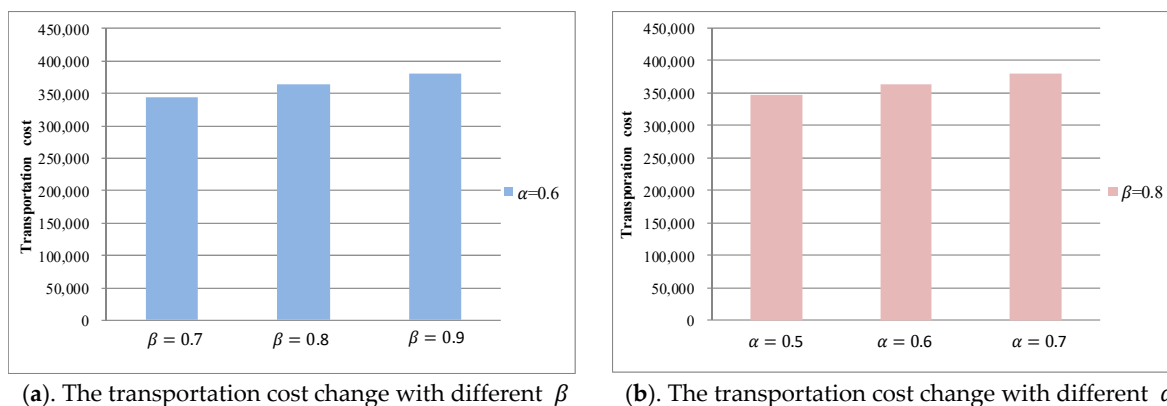 450,000
400,000
350,000
300,000
250,000
200,000
150,000
100,000
50,000
0
Transportation cost
β = 0.7
β = 0.8
β = 0.9
α=0.6
(a). The transportation cost change with different β
450,000
400,000
350,000
300,000
250,000
200,000
150,000
100,000
50,000
0
Transporation cost
α = 0.5
α = 0.6
α = 0.7
β=0.8
(b). The transportation cost change with different α